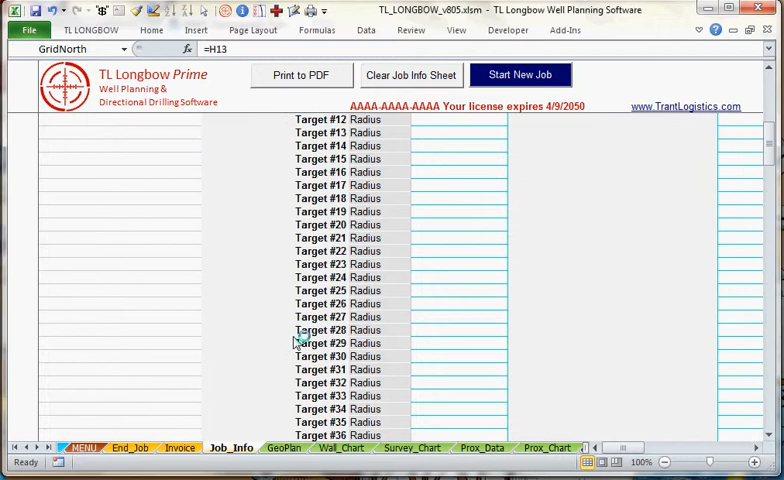 TL_LONGBOW_v805.xlsm - TL Longbow Well Planning Software
File TL LONGBOW Home Insert Page Layout Formulas Data Review View Developer Add-Ins
GridNorth fx =H13
TL Longbow Prime
Well Planning &
Directional Drilling Software
Print to PDF Clear Job Info Sheet Start New Job
AAAA-AAAA-AAAA Your license expires 4/9/2050 www.TrantLogistics.com
Target #12 Radius
Target #13 Radius
Target #14 Radius
Target #15 Radius
Target #16 Radius
Target #17 Radius
Target #18 Radius
Target #19 Radius
Target #20 Radius
Target #21 Radius
Target #22 Radius
Target #23 Radius
Target #24 Radius
Target #25 Radius
Target #26 Radius
Target #27 Radius
Target #28 Radius
Target #29 Radius
Target #30 Radius
Target #31 Radius
Target #32 Radius
Target #33 Radius
Target #34 Radius
Target #35 Radius
Target #36 Radius
MENU End_Job Invoice Job_Info GeoPlan Wall_Chart Survey_Chart Prox_Data Prox_Chart
Ready 100%